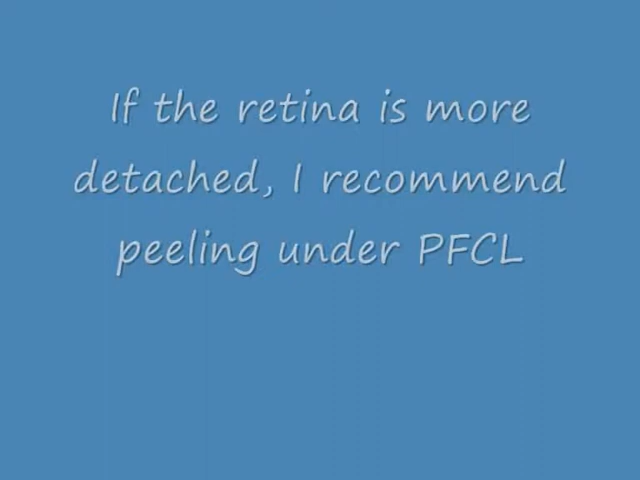 If the retina is more
detached, I recommend
peeling under PFCL